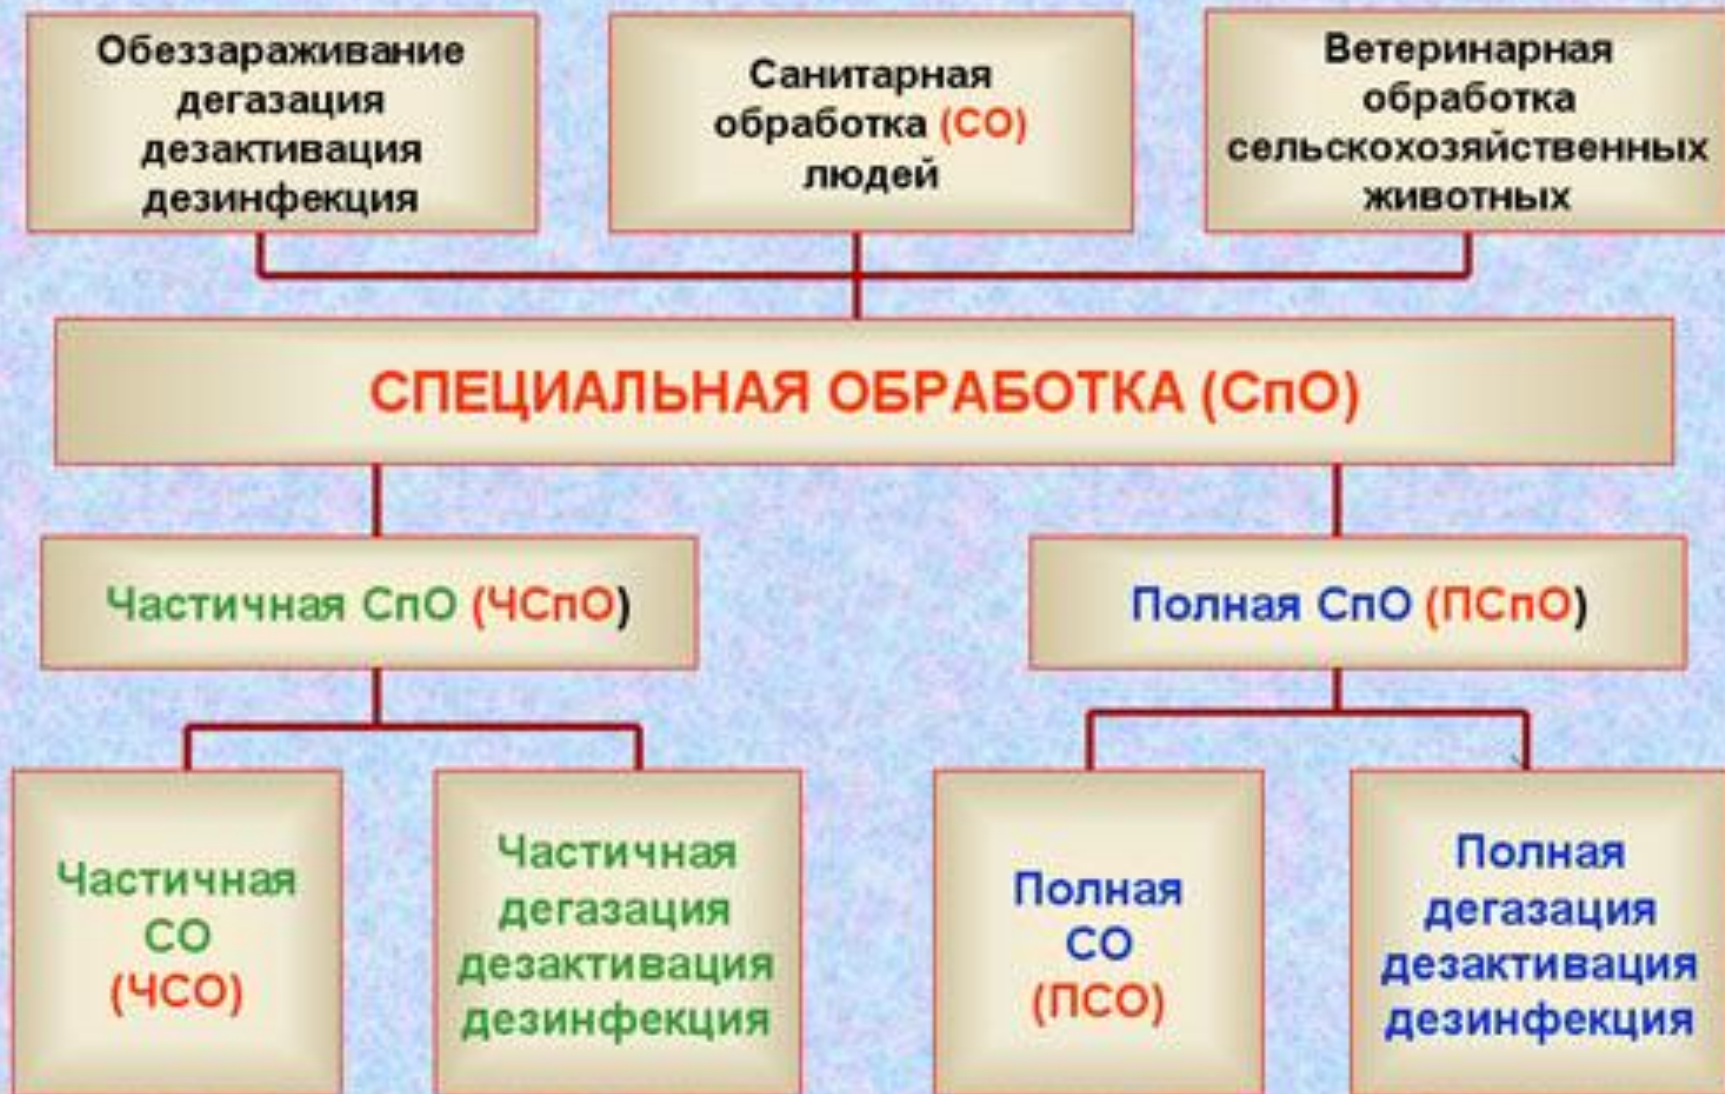 Обеззараживание
дегазация
дезактивация
дезинфекция
Санитарная
обработка (СО)
людей
Ветеринарная
обработка
сельскохозяйственных
животных
СПЕЦИАЛЬНАЯ ОБРАБОТКА (СпО)
Частичная СпО (ЧСпО)
Полная СпО (ПСпО)
Частичная
СО
(ЧСО)
Частичная
дегазация
дезактивация
дезинфекция
Полная
СО
(ПСО)
Полная
дегазация
дезактивация
дезинфекция